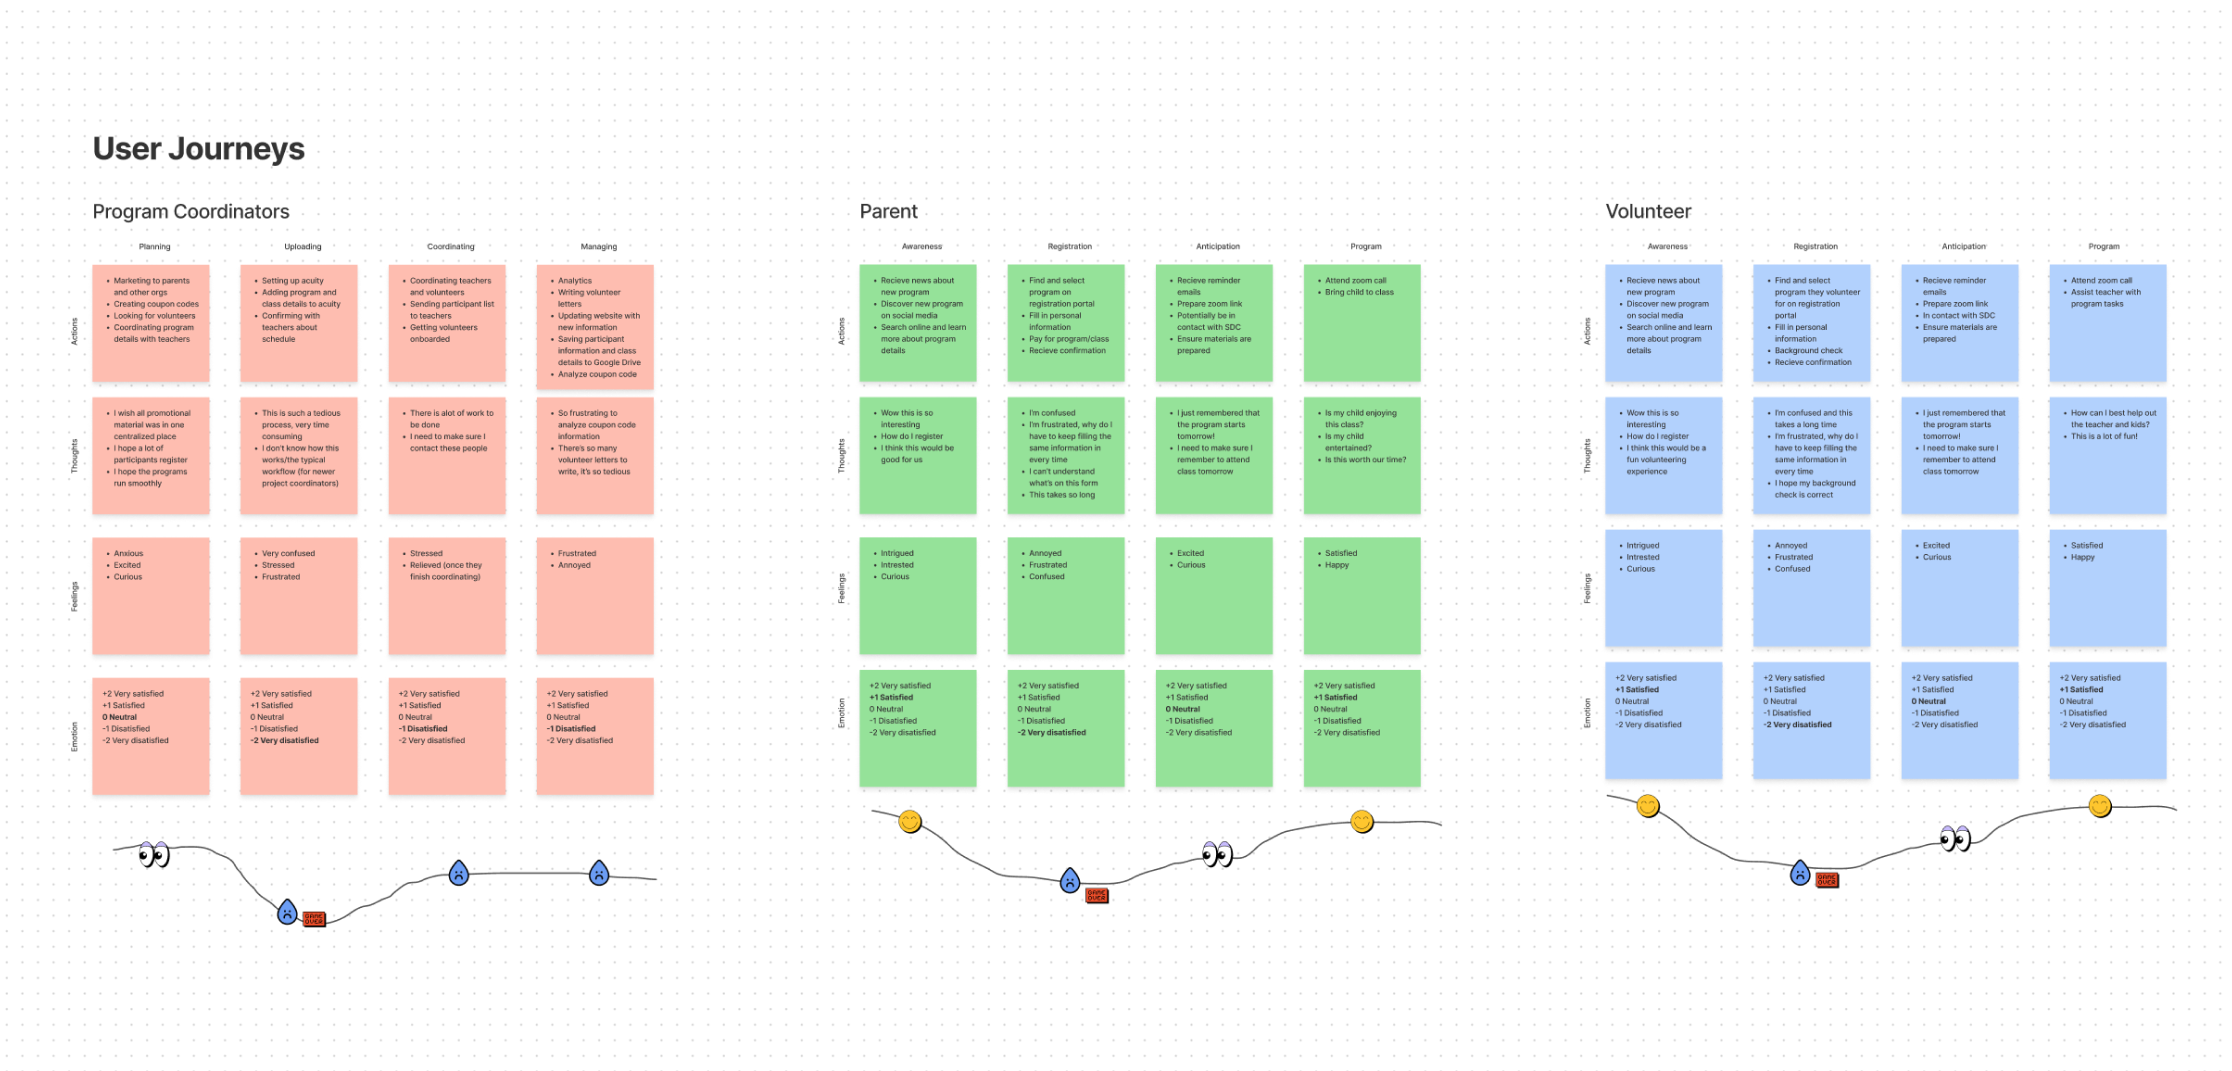 User Journeys
Program Coordinators
Planning
Uploading
Coordinating
Managing
Actions
• Marketing to parents
and other orgs
• Creating coupon codes
• Looking for volunteers
• Coordinating program
details with teachers
• Setting up acuity
• Adding program and
class details to acuity
• Confirming with
teachers about
schedule
• Coordinating teachers
and volunteers
• Sending participant list
to teachers
• Getting volunteers
onboarded
• Analytics
• Writing volunteer
letters
• Updating website with
new information
• Saving participant
information and class
details to Google Drive
• Analyze coupon code
Thoughts
• I wish all promotional
material was in one
centralized place
• I hope a lot of
participants register
• I hope the programs
run smoothly
• This is such a tedious
process, very time
consuming
• I don't know how this
works/the typical
workflow (for newer
project coordinators)
• There is alot of work to
be done
• I need to make sure I
contact these people
• So frustrating to
analyze coupon code
information
• There's so many
volunteer letters to
write, it's so tedious
Feelings
• Anxious
• Excited
• Curious
• Very confused
• Stressed
• Frustrated
• Stressed
• Relieved (once they
finish coordinating)
• Frustrated
• Annoyed
Emotion
+2 Very satisfied
+1 Satisfied
0 Neutral
-1 Disatisfied
-2 Very disatisfied
+2 Very satisfied
+1 Satisfied
0 Neutral
-1 Disatisfied
-2 Very disatisfied
+2 Very satisfied
+1 Satisfied
0 Neutral
-1 Disatisfied
-2 Very disatisfied
+2 Very satisfied
+1 Satisfied
0 Neutral
-1 Disatisfied
-2 Very disatisfied
GAME
OVER
Parent
Awareness
Registration
Anticipation
Program
Actions
• Recieve news about
new program
• Discover new program
on social media
• Search online and learn
more about program
details
• Find and select
program on
registration portal
• Fill in personal
information
• Pay for program/class
• Recieve confirmation
• Recieve reminder
emails
• Prepare zoom link
• Potentially be in
contact with SDC
• Ensure materials are
prepared
• Attend zoom call
• Bring child to class
Thoughts
• Wow this is so
interesting
• How do I register
• I think this would be
good for us
• I'm confused
• I'm frustrated, why do I
have to keep filling the
same information in
every time
• I can't understand
what's on this form
• This takes so long
• I just remembered that
the program starts
tomorrow!
• I need to make sure I
remember to attend
class tomorrow
• Is my child enjoying
this class?
• Is my child
entertained?
• Is this worth our time?
Feelings
• Intrigued
• Intrested
• Curious
• Annoyed
• Frustrated
• Confused
• Excited
• Curious
• Satisfied
• Happy
Emotion
+2 Very satisfied
+1 Satisfied
0 Neutral
-1 Disatisfied
-2 Very disatisfied
+2 Very satisfied
+1 Satisfied
0 Neutral
-1 Disatisfied
-2 Very disatisfied
+2 Very satisfied
+1 Satisfied
0 Neutral
-1 Disatisfied
-2 Very disatisfied
+2 Very satisfied
+1 Satisfied
0 Neutral
-1 Disatisfied
-2 Very disatisfied
GAME
OVER
Volunteer
Awareness
Registration
Anticipation
Program
Actions
• Recieve news about
new program
• Discover new program
on social media
• Search online and learn
more about program
details
• Find and select
program they volunteer
for on registration
portal
• Fill in personal
information
• Background check
• Recieve confirmation
• Recieve reminder
emails
• Prepare zoom link
• In contact with SDC
• Ensure materials are
prepared
• Attend zoom call
• Assist teacher with
program tasks
Thoughts
• Wow this is so
interesting
• How do I register
• I think this would be a
fun volunteering
experience
• I'm confused and this
takes a long time
• I'm frustrated, why do I
have to keep filling the
same information in
every time
• I hope my background
check is correct
• I just remembered that
the program starts
tomorrow!
• I need to make sure I
remember to attend
class tomorrow
• How can I best help out
the teacher and kids?
• This is a lot of fun!
Feelings
• Intrigued
• Intrested
• Curious
• Annoyed
• Frustrated
• Confused
• Excited
• Curious
• Satisfied
• Happy
Emotion
+2 Very satisfied
+1 Satisfied
0 Neutral
-1 Disatisfied
-2 Very disatisfied
+2 Very satisfied
+1 Satisfied
0 Neutral
-1 Disatisfied
-2 Very disatisfied
+2 Very satisfied
+1 Satisfied
0 Neutral
-1 Disatisfied
-2 Very disatisfied
+2 Very satisfied
+1 Satisfied
0 Neutral
-1 Disatisfied
-2 Very disatisfied
GAME
OVER